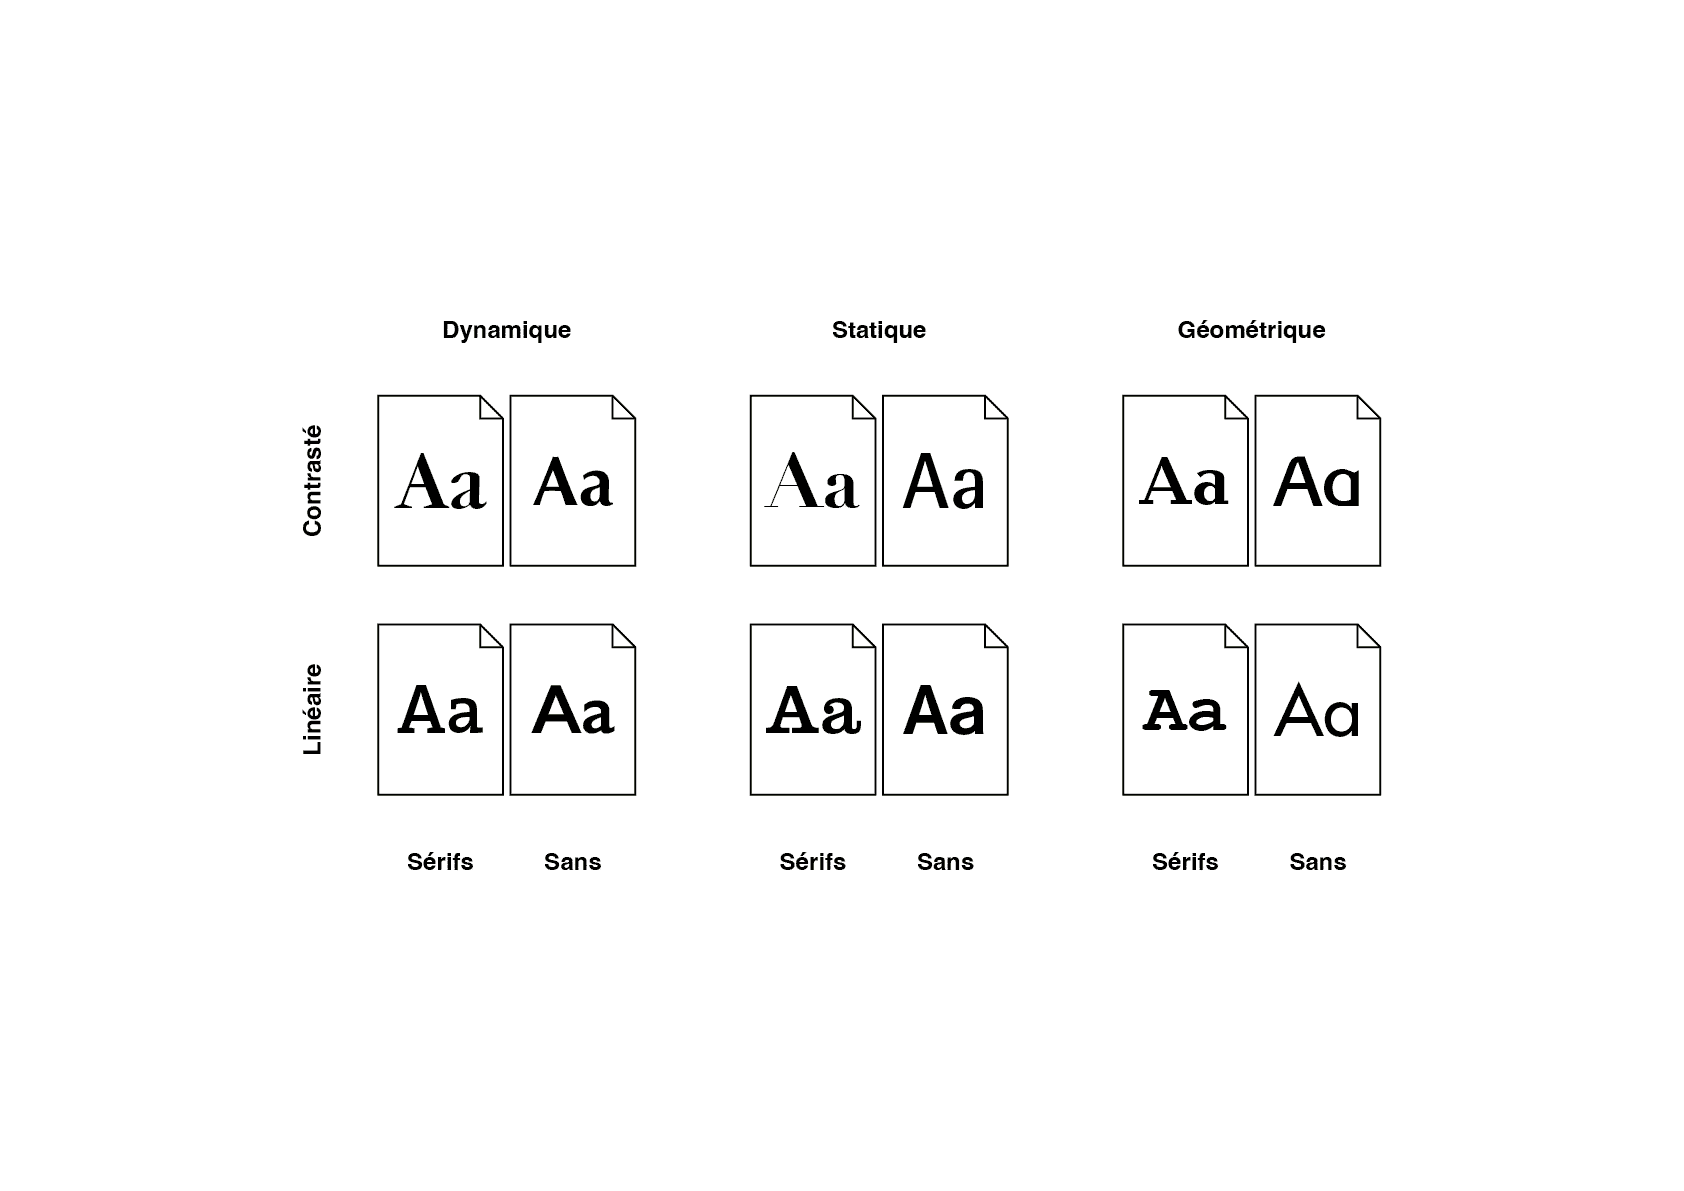 Dynamique Statique Géométrique
Contrasté
Aa Aa Aa Aa Aa Aa
Linéaire
Aa Aa Aa Aa Aa Aa
Sérifs Sans Sérifs Sans Sérifs Sans